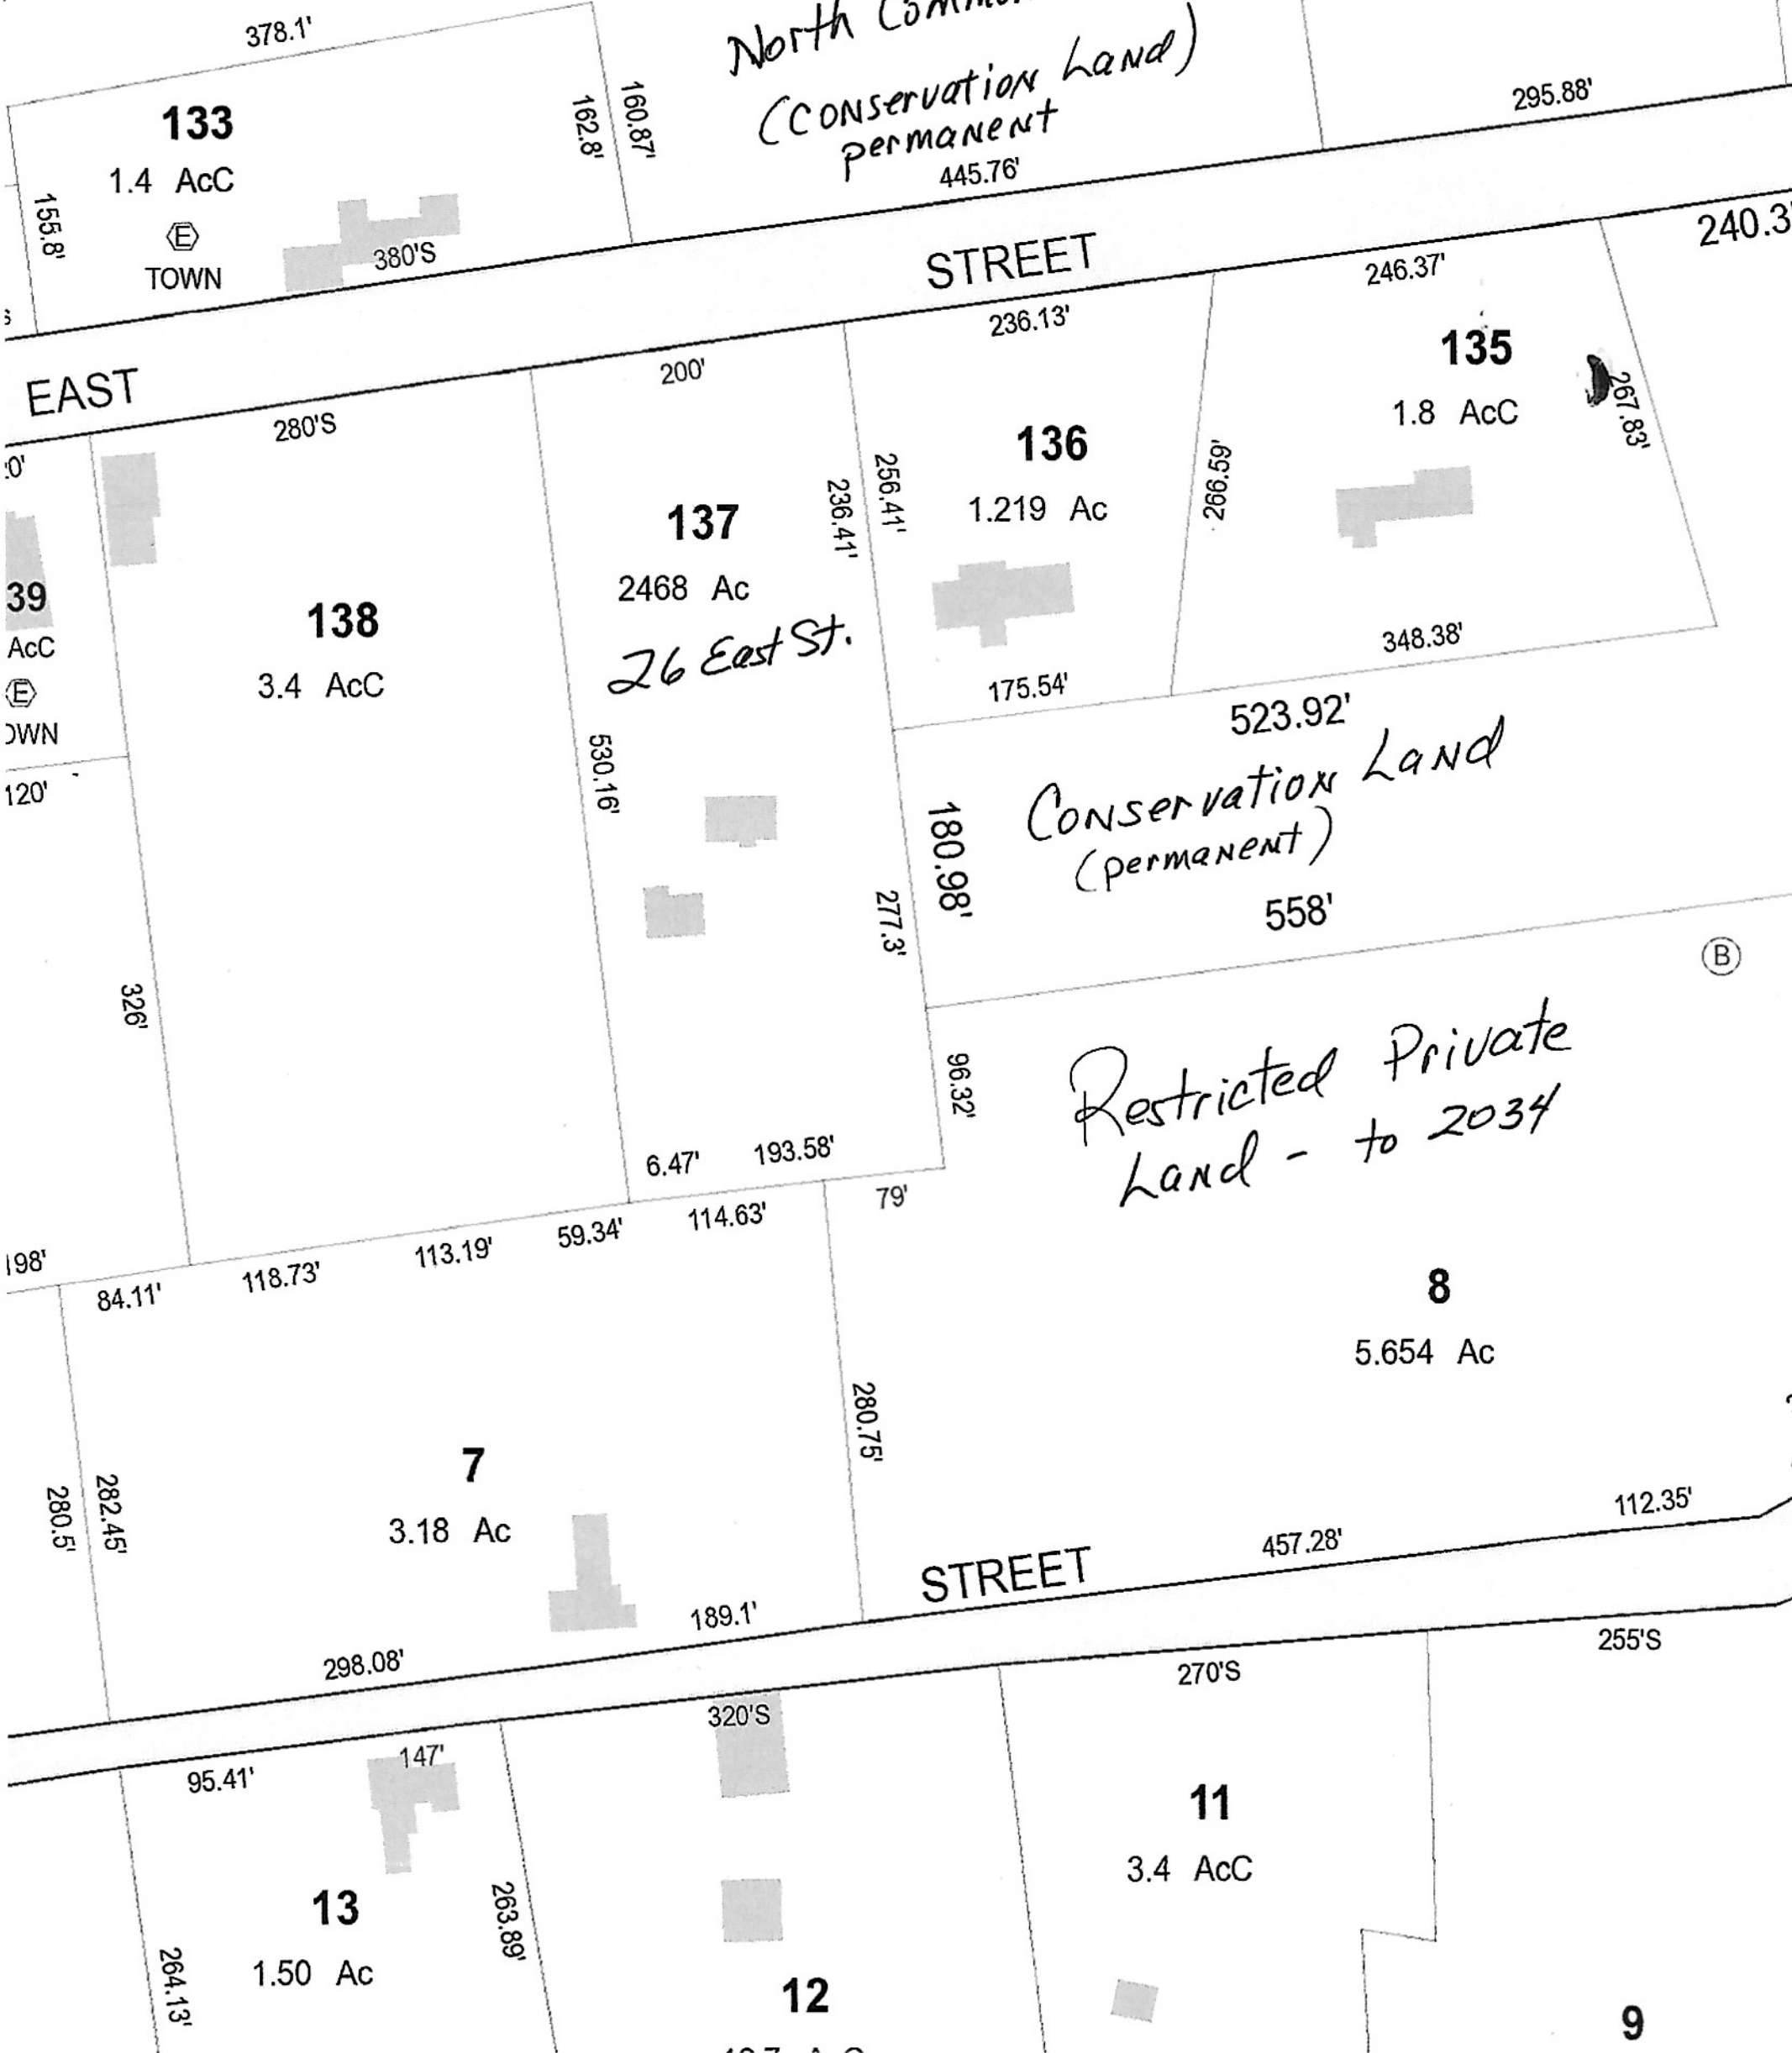 378.1'
North
(Conservation Land)
permanent
133
1.4 AcC
E
TOWN
155.8'
162.8'
160.87'
380'S
445.76'
295.88'
EAST STREET
240.3
280'S
200'
236.13'
246.37'
135
1.8 AcC
267.83'
136
1.219 Ac
256.41'
236.41'
266.59'
137
2468 Ac
26 East St.
39
AcC
E
OWN
120'
138
3.4 AcC
348.38'
175.54'
523.92'
Conservation Land
(permanent)
558'
530.16'
180.98'
277.3'
B
326'
96.32'
Restricted Private
Land - to 2034
6.47'
193.58'
79'
114.63'
59.34'
113.19'
118.73'
84.11'
198'
8
5.654 Ac
280.75'
7
3.18 Ac
280.5'
282.45'
112.35'
457.28'
STREET
189.1'
298.08'
255'S
270'S
320'S
147'
95.41'
11
3.4 AcC
13
1.50 Ac
263.89'
264.13'
12
9